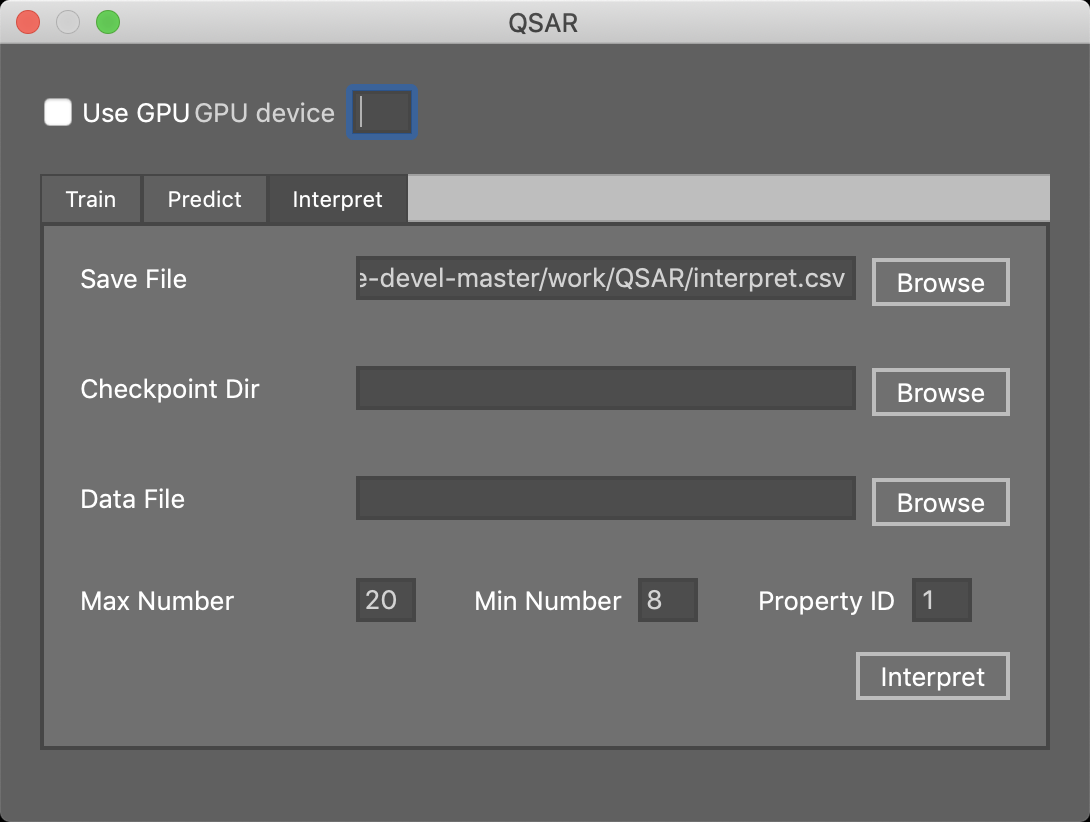 QSAR
Use GPU GPU device
Train Predict Interpret
Save File e-devel-master/work/QSAR/interpret.csv Browse
Checkpoint Dir Browse
Data File Browse
Max Number 20 Min Number 8 Property ID 1
Interpret